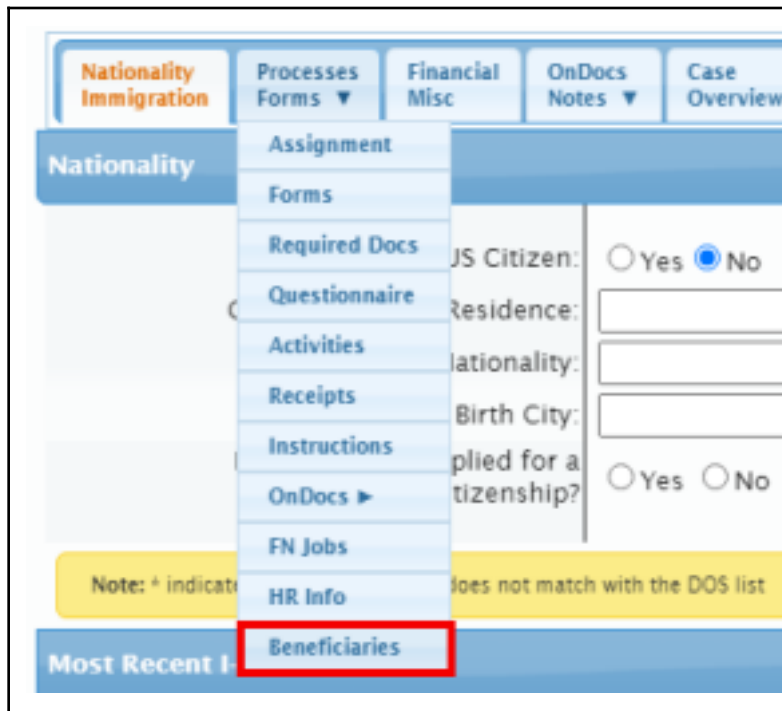 Nationality
Immigration
Processes
Forms ▼
Financial
Misc
OnDocs
Notes ▼
Case
Overview
Nationality
Assignment
Forms
Required Docs
Questionnaire
Activities
Receipts
Instructions
OnDocs ►
FN Jobs
HR Info
Beneficiaries
US Citizen:
Yes
No
Residence:
Nationality:
Birth City:
plied for a
tizenship?
Yes
No
Note: * indicate
does not match with the DOS list
Most Recent I-